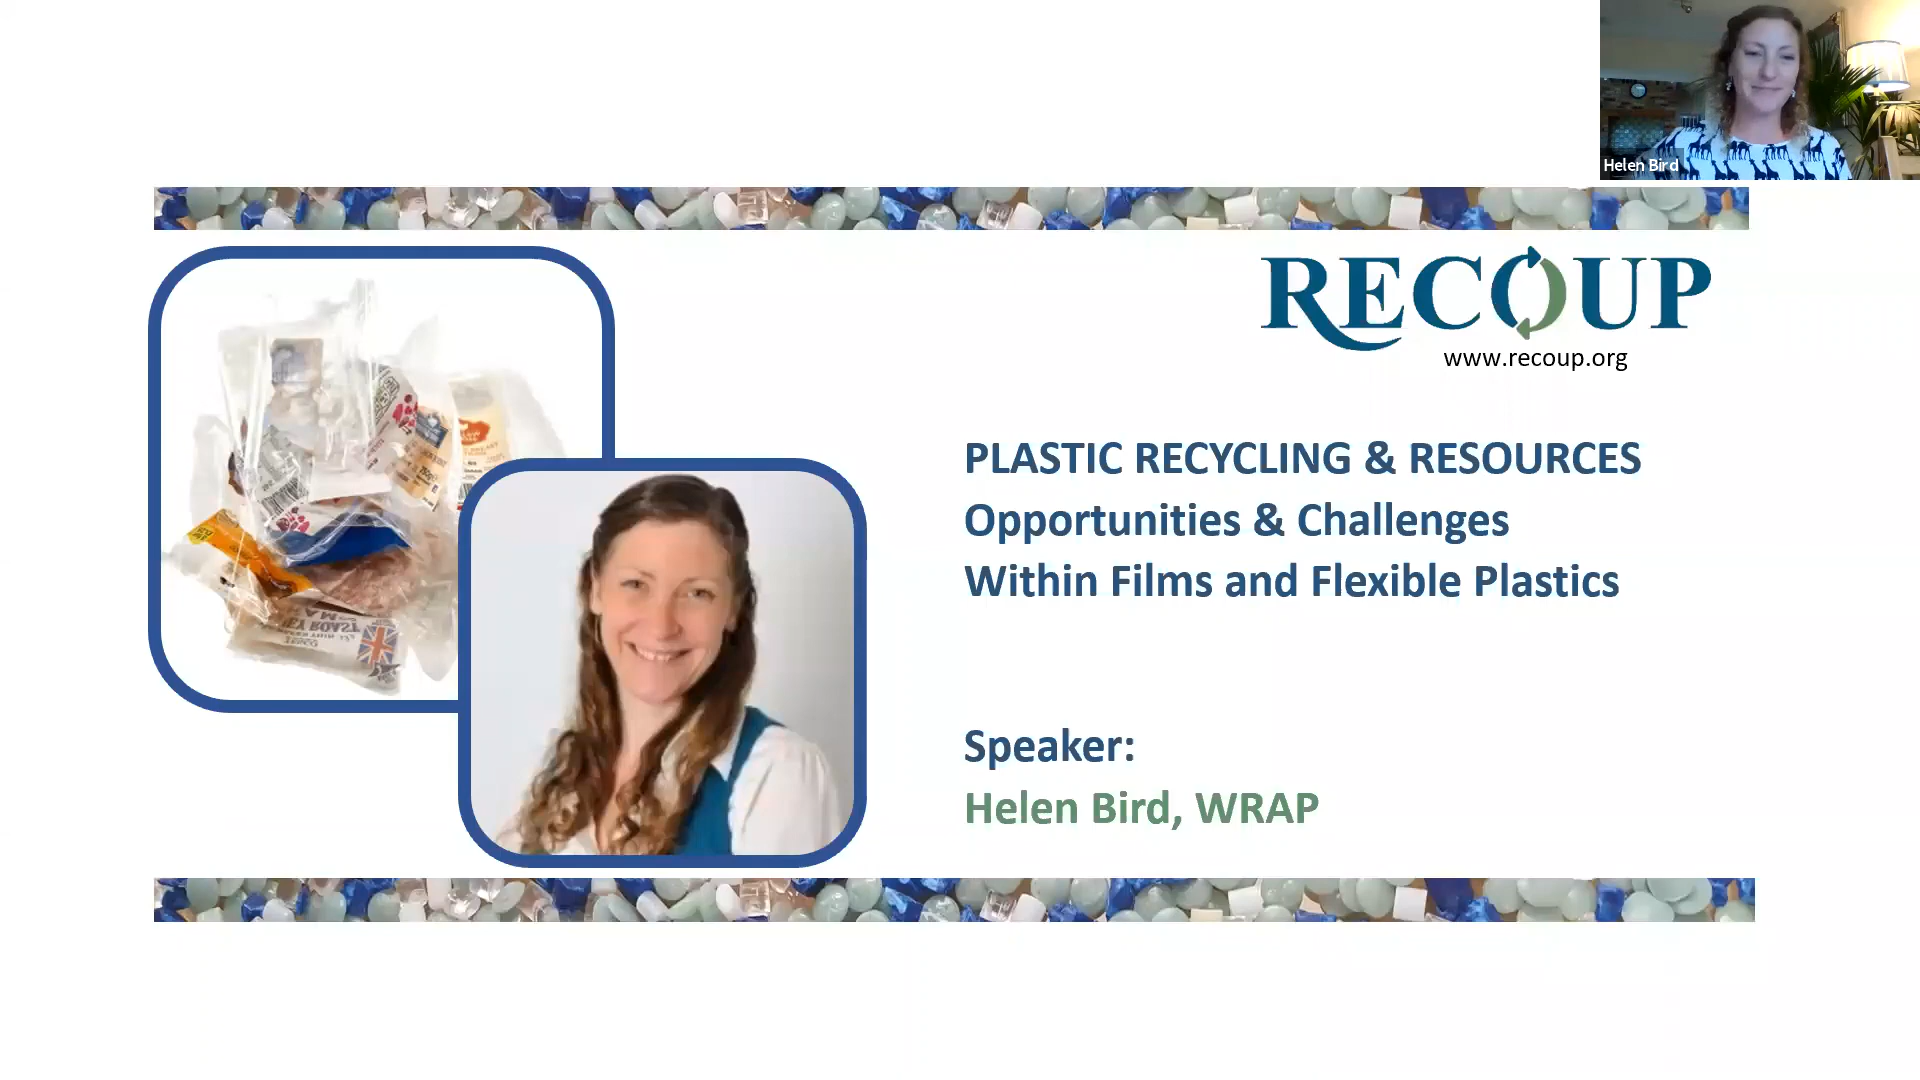 Helen Bird
RECOUP
www.recoup.org
PLASTIC RECYCLING & RESOURCES
Opportunities & Challenges
Within Films and Flexible Plastics
Speaker:
Helen Bird, WRAP